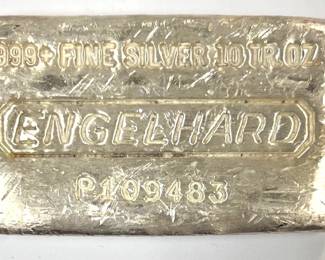 999+ FINE SILVER 10 TR OZ
E ENGELHARD
P109483